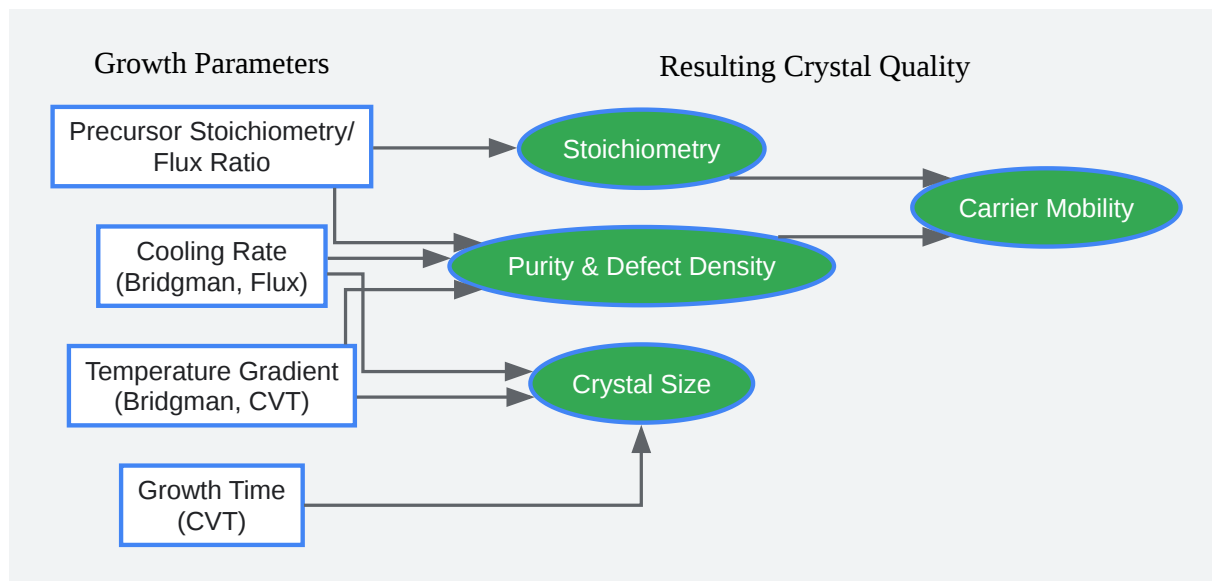 Growth Parameters
Resulting Crystal Quality
Precursor Stoichiometry/
Flux Ratio
Stoichiometry
Carrier Mobility
Cooling Rate
(Bridgman, Flux)
Purity & Defect Density
Temperature Gradient
(Bridgman, CVT)
Crystal Size
Growth Time
(CVT)